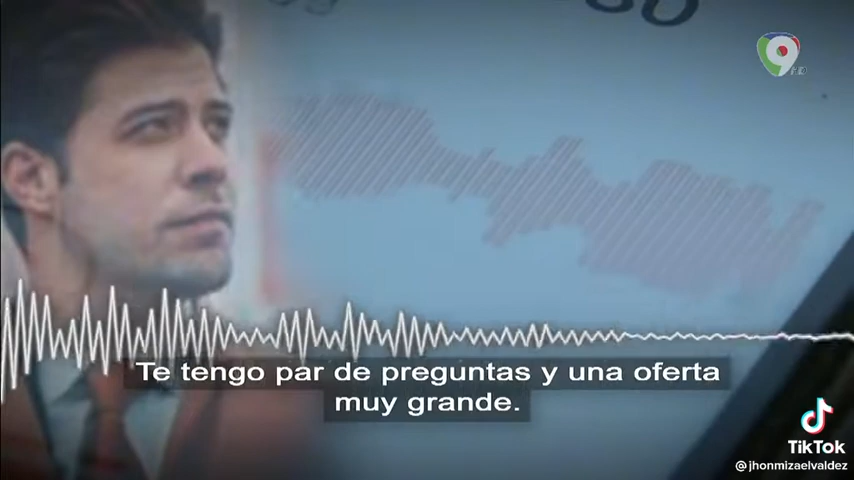 Te tengo par de preguntas y una oferta
muy grande.
TikTok
@jhonmizaelvaldez